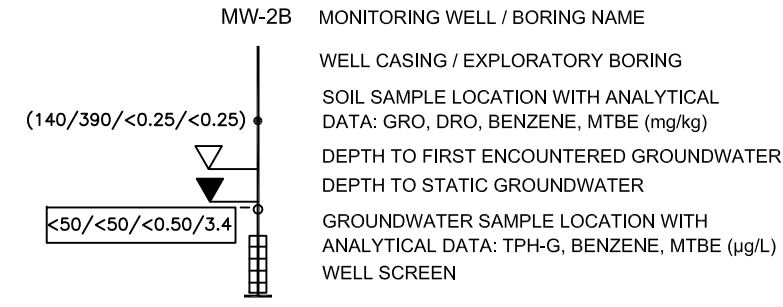 MW-2B MONITORING WELL / BORING NAME
WELL CASING / EXPLORATORY BORING
(140/390/<0.25/<0.25) SOIL SAMPLE LOCATION WITH ANALYTICAL
DATA: GRO, DRO, BENZENE, MTBE (mg/kg)
DEPTH TO FIRST ENCOUNTERED GROUNDWATER
DEPTH TO STATIC GROUNDWATER
<50/<50/<0.50/3.4 GROUNDWATER SAMPLE LOCATION WITH
ANALYTICAL DATA: TPH-G, BENZENE, MTBE (µg/L)
WELL SCREEN